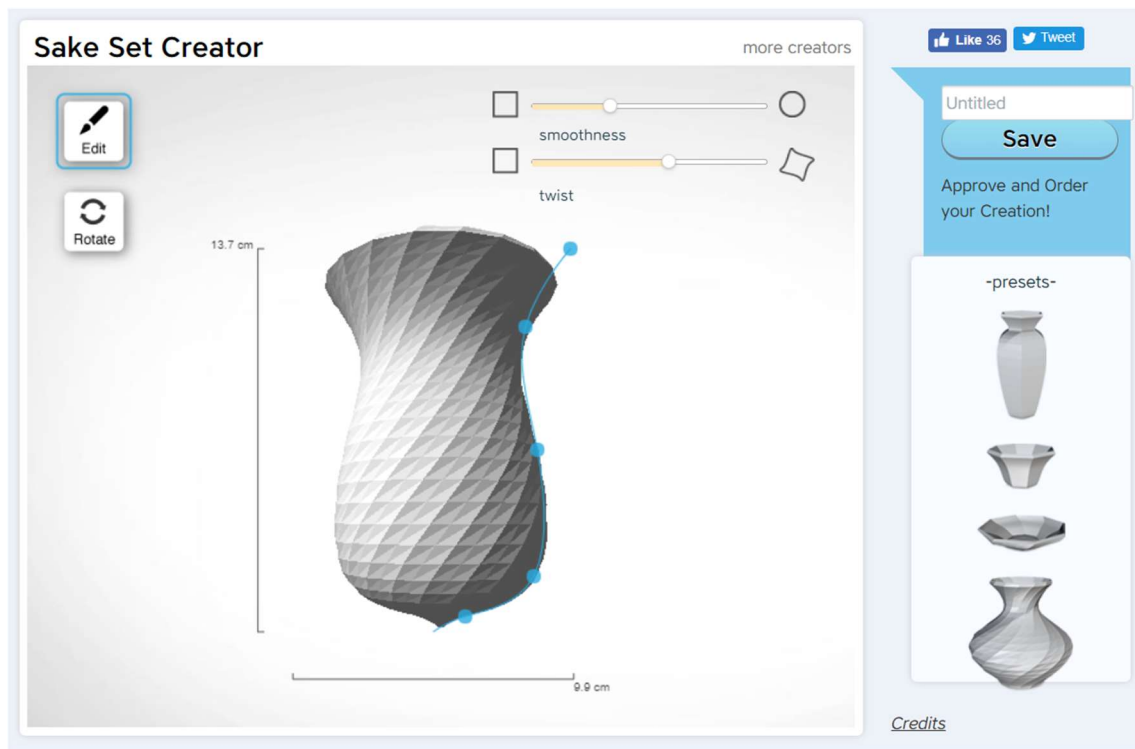 Sake Set Creator
more creators
Like 36
Tweet
Edit
Rotate
smoothness
twist
13.7 cm
9.9 cm
Untitled
Save
Approve and Order
your Creation!
-presets-
Credits